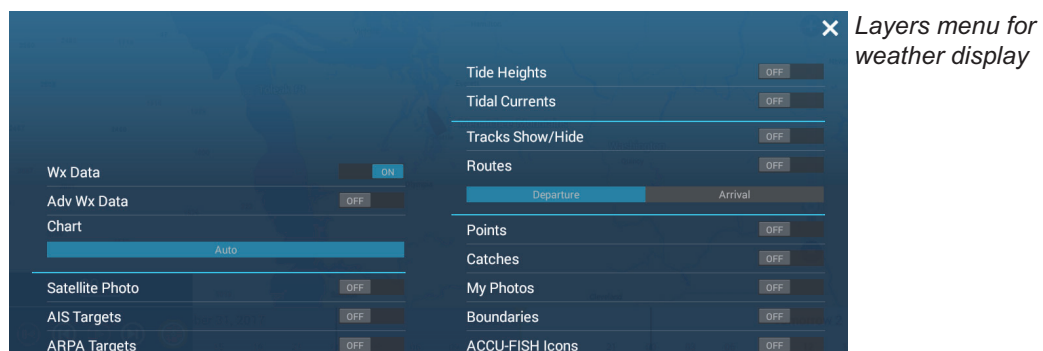 Layers menu for
weather display
Wx Data ON
Adv Wx Data OFF
Chart
Auto
Satellite Photo OFF
AIS Targets OFF
ARPA Targets OFF
Tide Heights OFF
Tidal Currents OFF
Tracks Show/Hide OFF
Routes OFF
Departure Arrival
Points OFF
Catches OFF
My Photos OFF
Boundaries OFF
ACCU-FISH Icons OFF